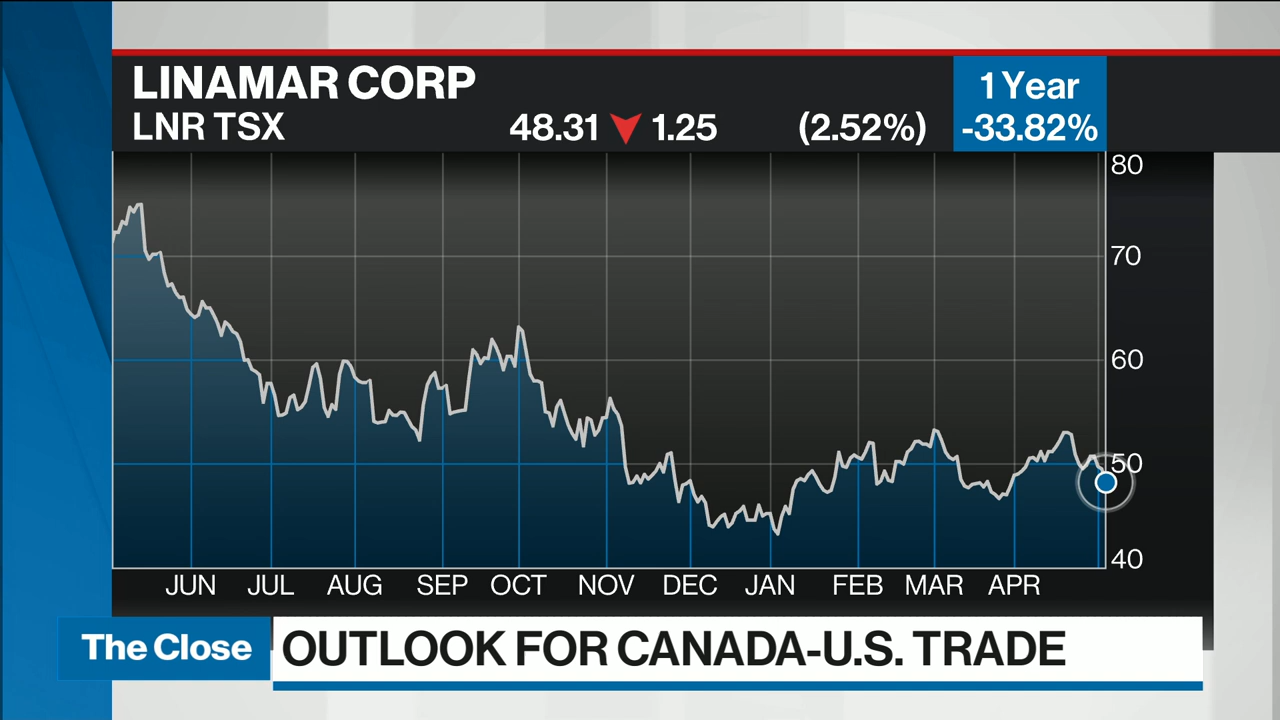 LINAMAR CORP
LNR TSX 48.31 1.25 (2.52%)
1 Year
-33.82%
80
70
60
50
40
JUN JUL AUG SEP OCT NOV DEC JAN FEB MAR APR
The Close
OUTLOOK FOR CANADA-U.S. TRADE